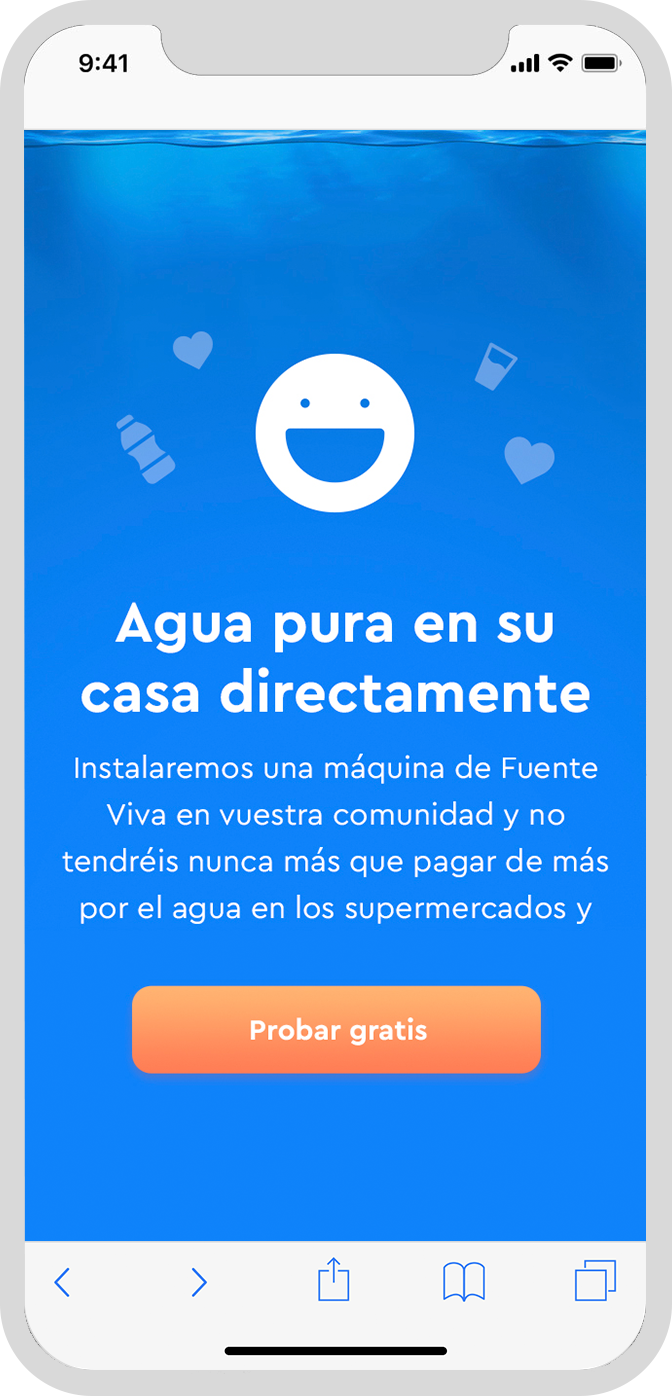 9:41
Agua pura en su
casa directamente
Instalaremos una máquina de Fuente
Viva en vuestra comunidad y no
tendréis nunca más que pagar de más
por el agua en los supermercados y
Probar gratis